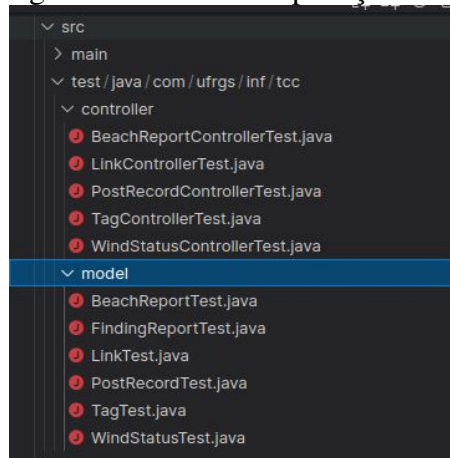 src
main
test/java/com/ufrgs/inf/tcc
controller
J BeachReportControllerTest.java
J LinkControllerTest.java
J PostRecordControllerTest.java
J TagControllerTest.java
J WindStatusControllerTest.java
model
J BeachReportTest.java
J FindingReportTest.java
J LinkTest.java
J PostRecordTest.java
J TagTest.java
J WindStatusTest.java